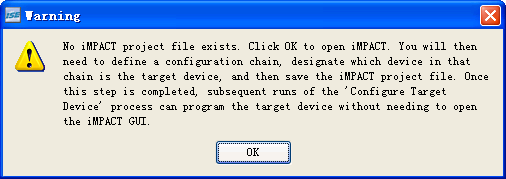 ISE Warning
No iMPACT project file exists. Click OK to open iMPACT. You will then
need to define a configuration chain, designate which device in that
chain is the target device, and then save the iMPACT project file. Once
this step is completed, subsequent runs of the 'Configure Target
Device' process can program the target device without needing to open
the iMPACT GUI.
OK